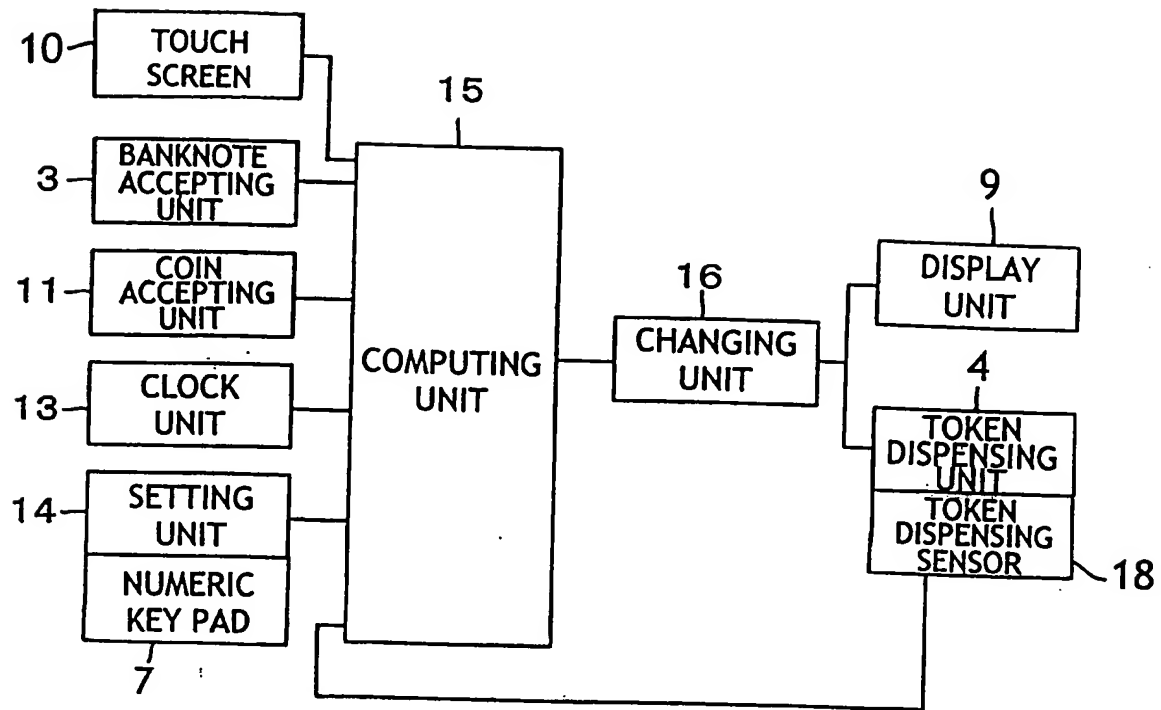 10
TOUCH
SCREEN
3
BANKNOTE
ACCEPTING
UNIT
11
COIN
ACCEPTING
UNIT
13
CLOCK
UNIT
14
SETTING
UNIT
NUMERIC
KEY PAD
7
15
COMPUTING
UNIT
16
CHANGING
UNIT
9
DISPLAY
UNIT
4
TOKEN
DISPENSING
UNIT
TOKEN
DISPENSING
SENSOR
18